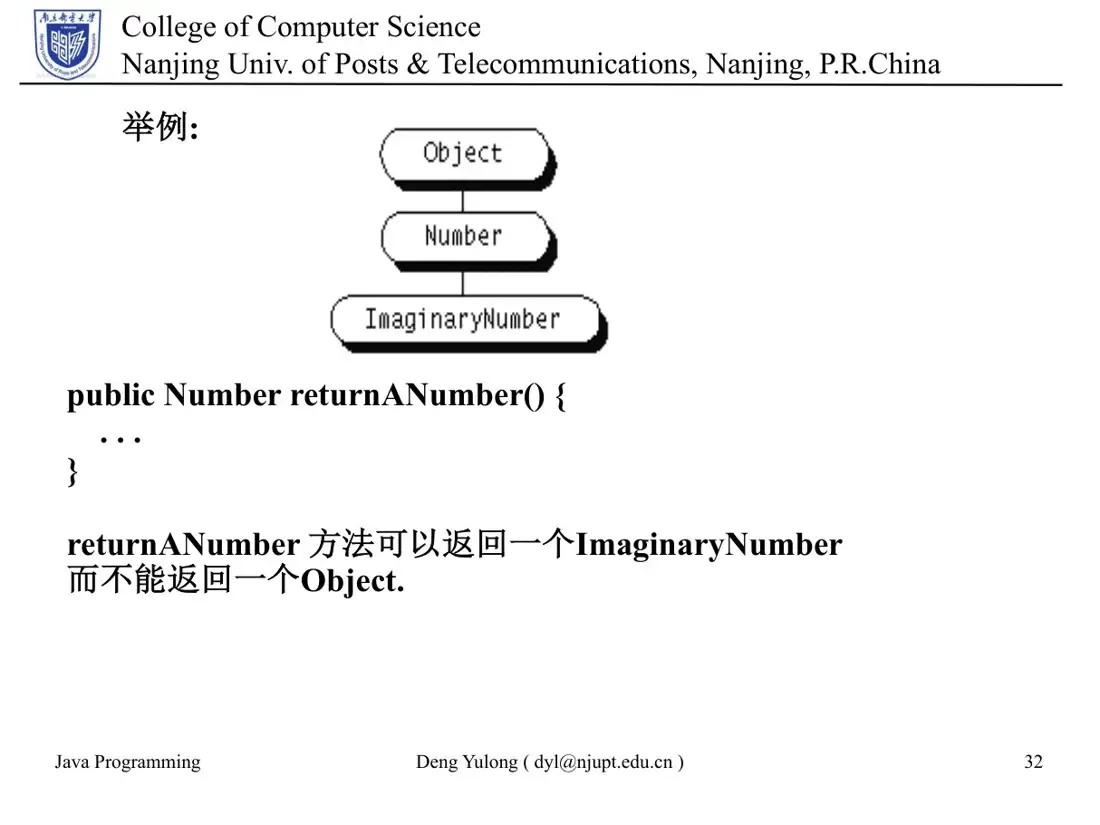 College of Computer Science
Nanjing Univ. of Posts & Telecommunications, Nanjing, P.R.China
举例:
Object
Number
ImaginaryNumber
public Number returnANumber() {
. . .
}
returnANumber 方法可以返回一个ImaginaryNumber
而不能返回一个Object.
Java Programming
Deng Yulong ( dyl@njupt.edu.cn )
32